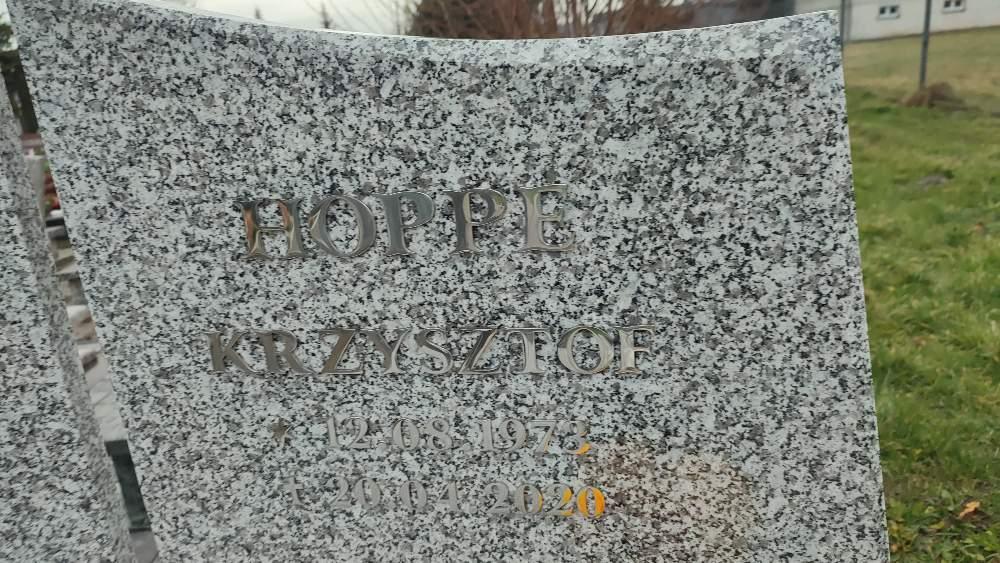 HOPPE
KRZYSZTOF
★ 12.08.1973
† 20.04.2020